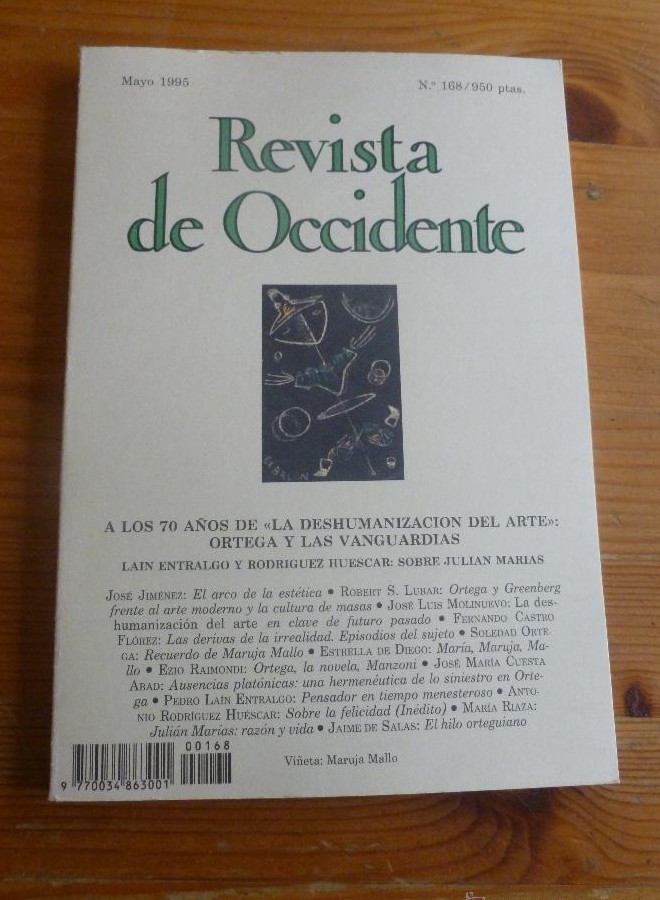 Mayo 1995
N.º 168/950 ptas.
Revista
de Occidente
A LOS 70 AÑOS DE «LA DESHUMANIZACION DEL ARTE»:
ORTEGA Y LAS VANGUARDIAS
LAIN ENTRALGO Y RODRIGUEZ HUESCAR: SOBRE JULIAN MARIAS
JOSÉ JIMÉNEZ: El arco de la estética • ROBERT S. LUBAR: Ortega y Greenberg
frente al arte moderno y la cultura de masas • JOSÉ LUIS MOLINUEVO: La des-
humanización del arte en clave de futuro pasado • FERNANDO CASTRO
FLÓREZ: Las derivas de la irrealidad. Episodios del sujeto • SOLEDAD ORTE-
GA: Recuerdo de Maruja Mallo • ESTRELLA DE DIEGO: María, Maruja, Ma-
llo • EZIO RAIMONDI: Ortega, la novela, Manzoni • JOSÉ MARÍA CUESTA
ABAD: Ausencias platónicas: una hermenéutica de lo siniestro en Orte-
ga • PEDRO LAÍN ENTRALGO: Pensador en tiempo menesteroso • ANTO-
NIO RODRÍGUEZ HUÉSCAR: Sobre la felicidad (Inédito) • MARÍA RIAZA:
Julián Marías: razón y vida • JAIME DE SALAS: El hilo orteguiano
00168
9 770034 863001
Viñeta: Maruja Mallo